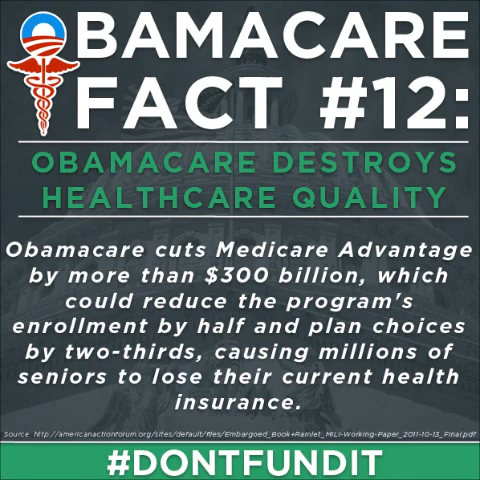 OBAMACARE
FACT #12:
OBAMACARE DESTROYS
HEALTHCARE QUALITY
Obamacare cuts Medicare Advantage
by more than $300 billion, which
could reduce the program's
enrollment by half and plan choices
by two-thirds, causing millions of
seniors to lose their current health
insurance.
Source: http://americanactionforum.org/sites/default/files/Embargoed_Book+Ramlet_MILI-Working-Paper_2011-10-13_Final.pdf
#DONTFUNDIT